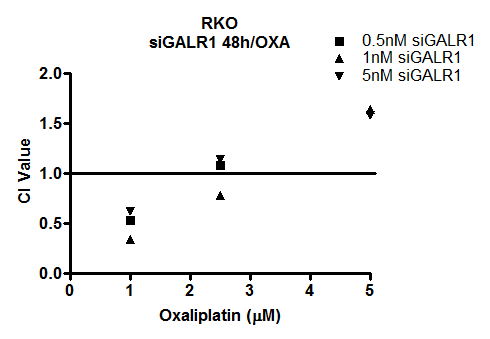 RKO
siGALR1 48h/OXA
0.5nM siGALR1
1nM siGALR1
5nM siGALR1
2.0
1.5
1.0
0.5
0.0
CI Value
0 1 2 3 4 5
Oxaliplatin (µM)